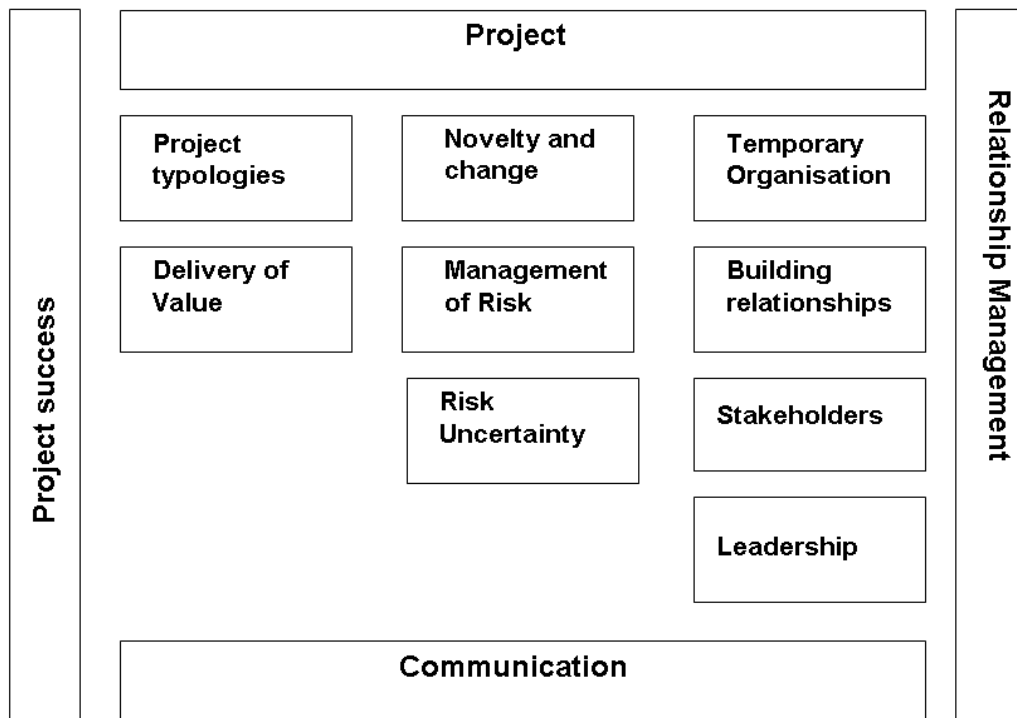 Project
Project
typologies
Novelty and
change
Temporary
Organisation
Delivery of
Value
Management
of Risk
Building
relationships
Risk
Uncertainty
Stakeholders
Leadership
Communication
Project success
Relationship Management